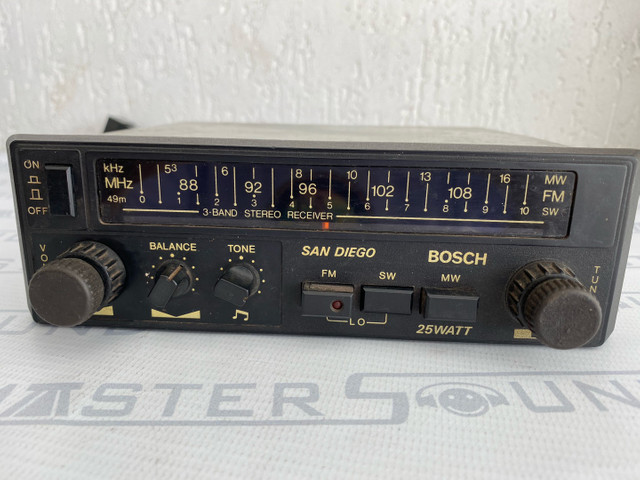 ON
OFF
kHz 53 6 8 10 13 16 MW
MHz 88 92 96 102 108 FM
49m 0 1 2 3 4 5 6 7 8 9 10 SW
3-BAND STEREO RECEIVER
VO
BALANCE TONE
SAN DIEGO BOSCH
FM SW MW
LO
25WATT
TUN
MASTERSOUND